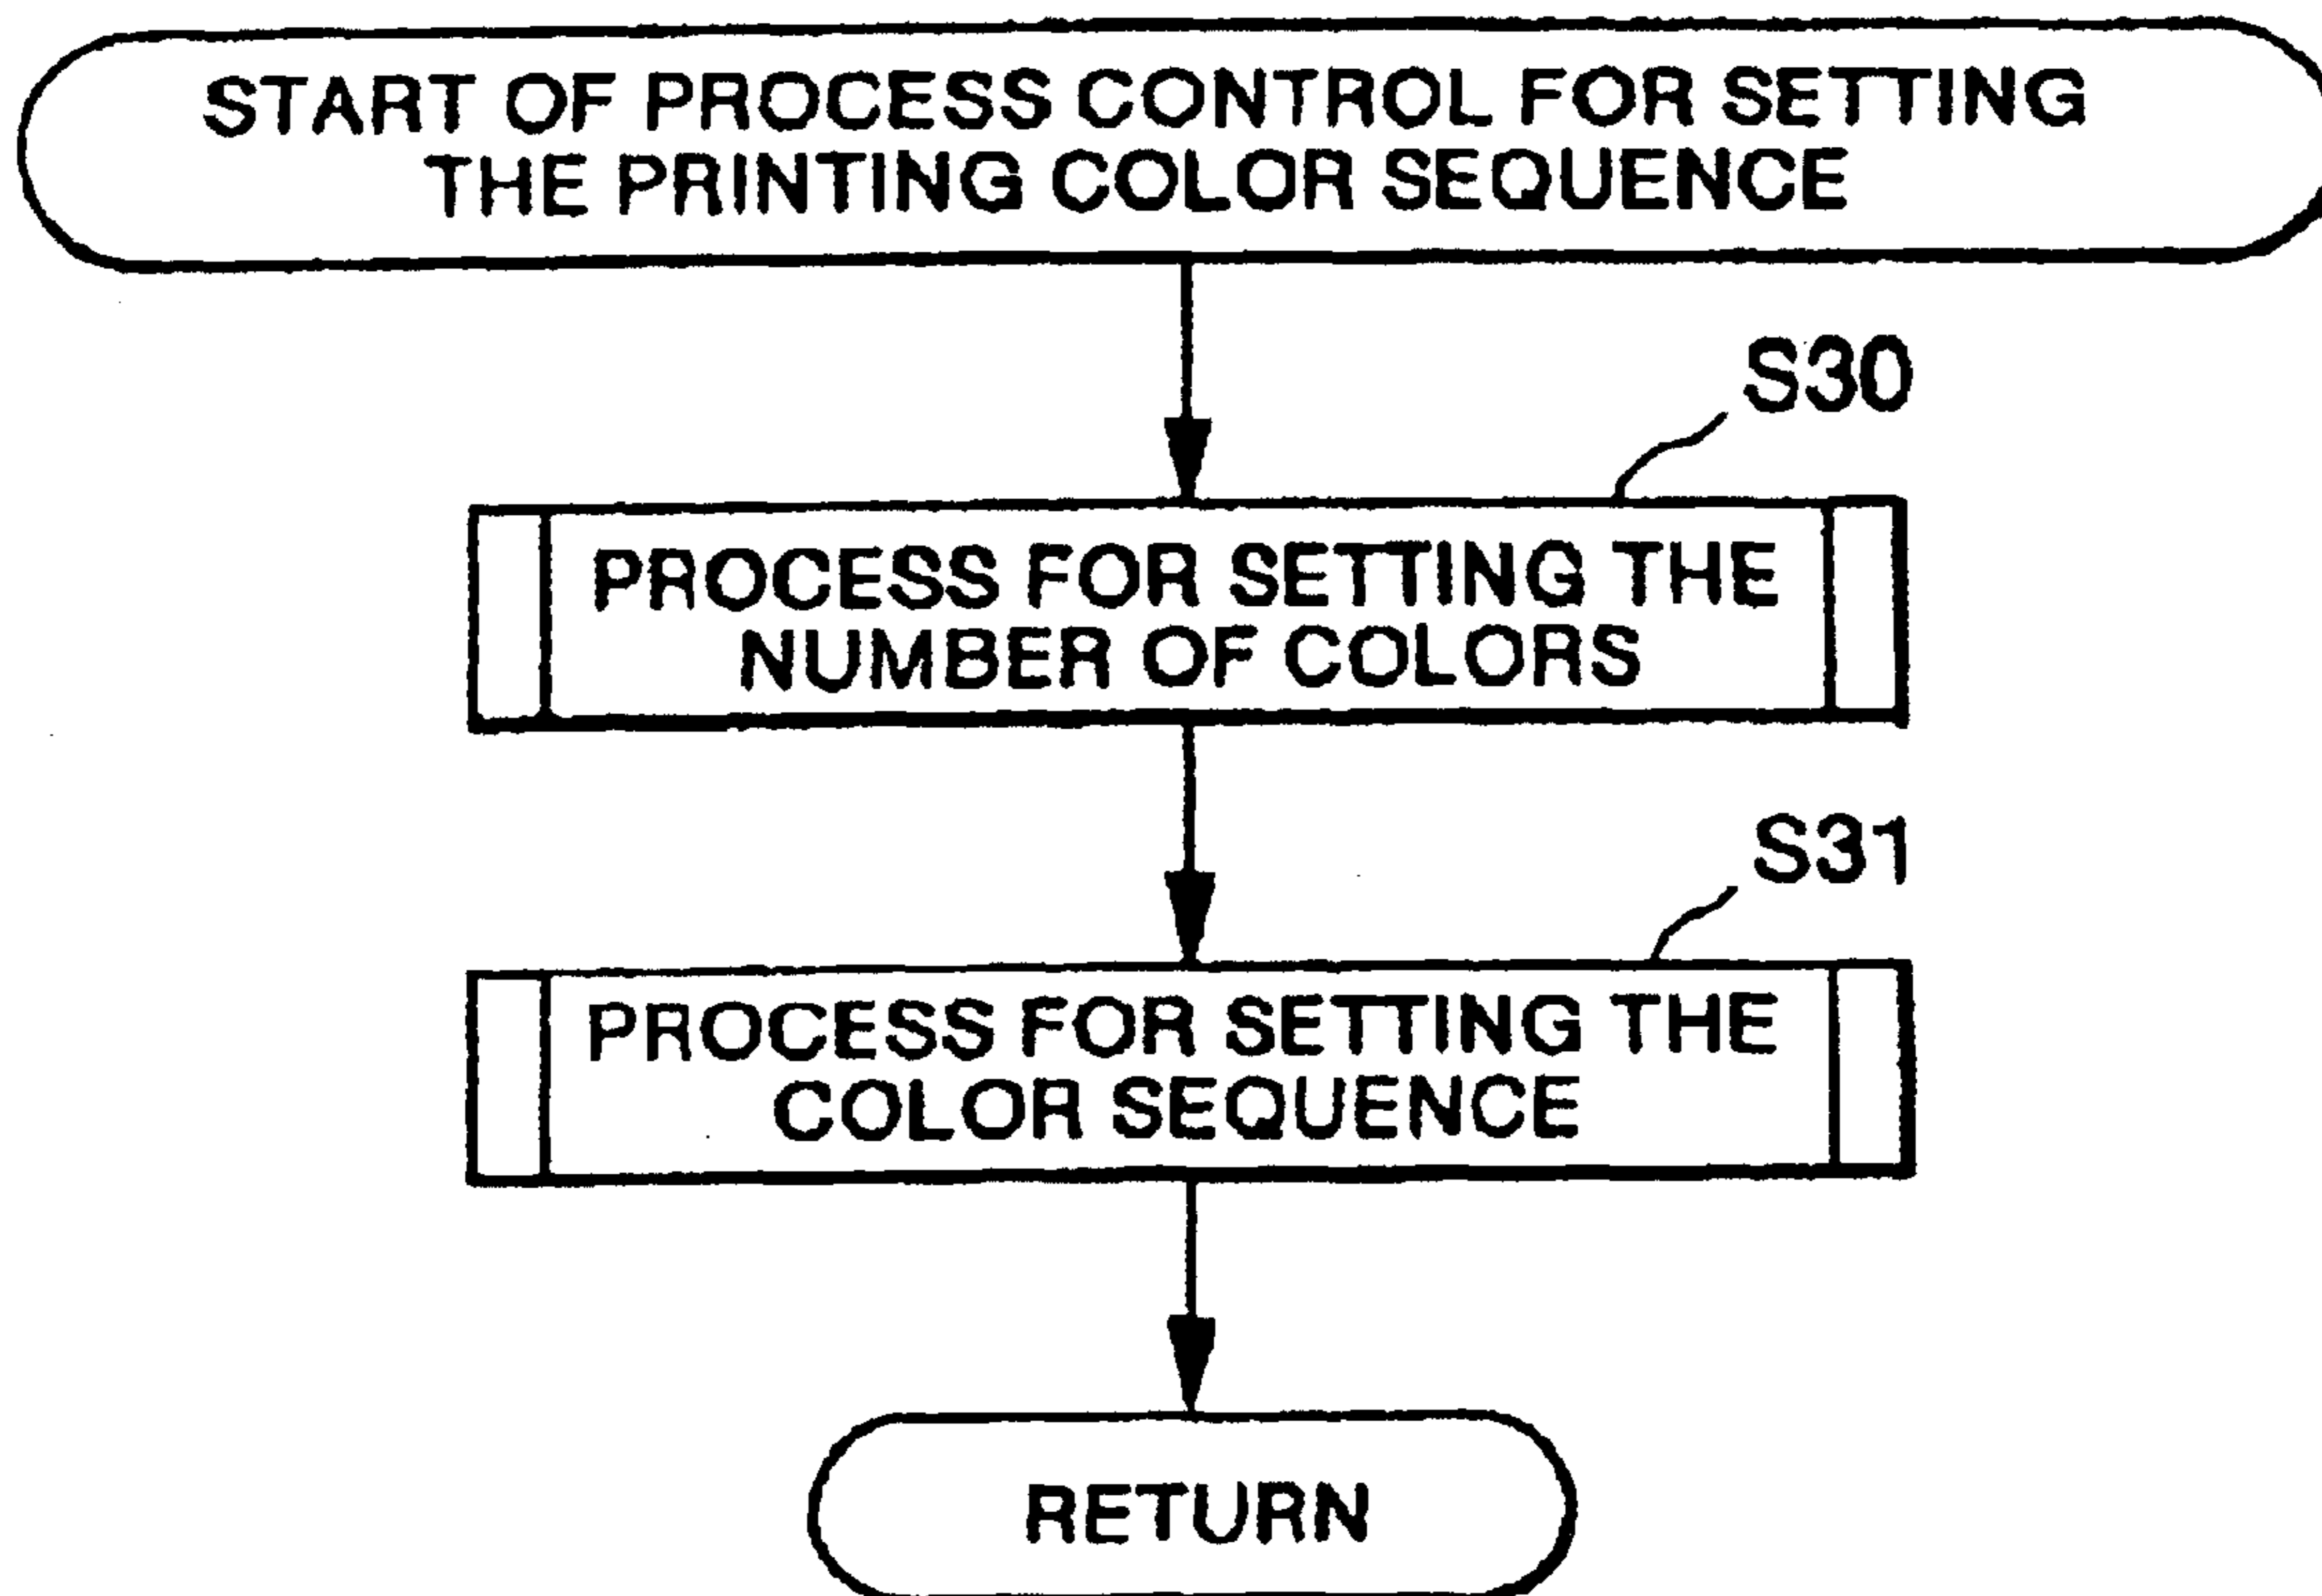 START OF PROCESS CONTROL FOR SETTING
THE PRINTING COLOR SEQUENCE
S30
PROCESS FOR SETTING THE
NUMBER OF COLORS
S31
PROCESS FOR SETTING THE
COLOR SEQUENCE
RETURN